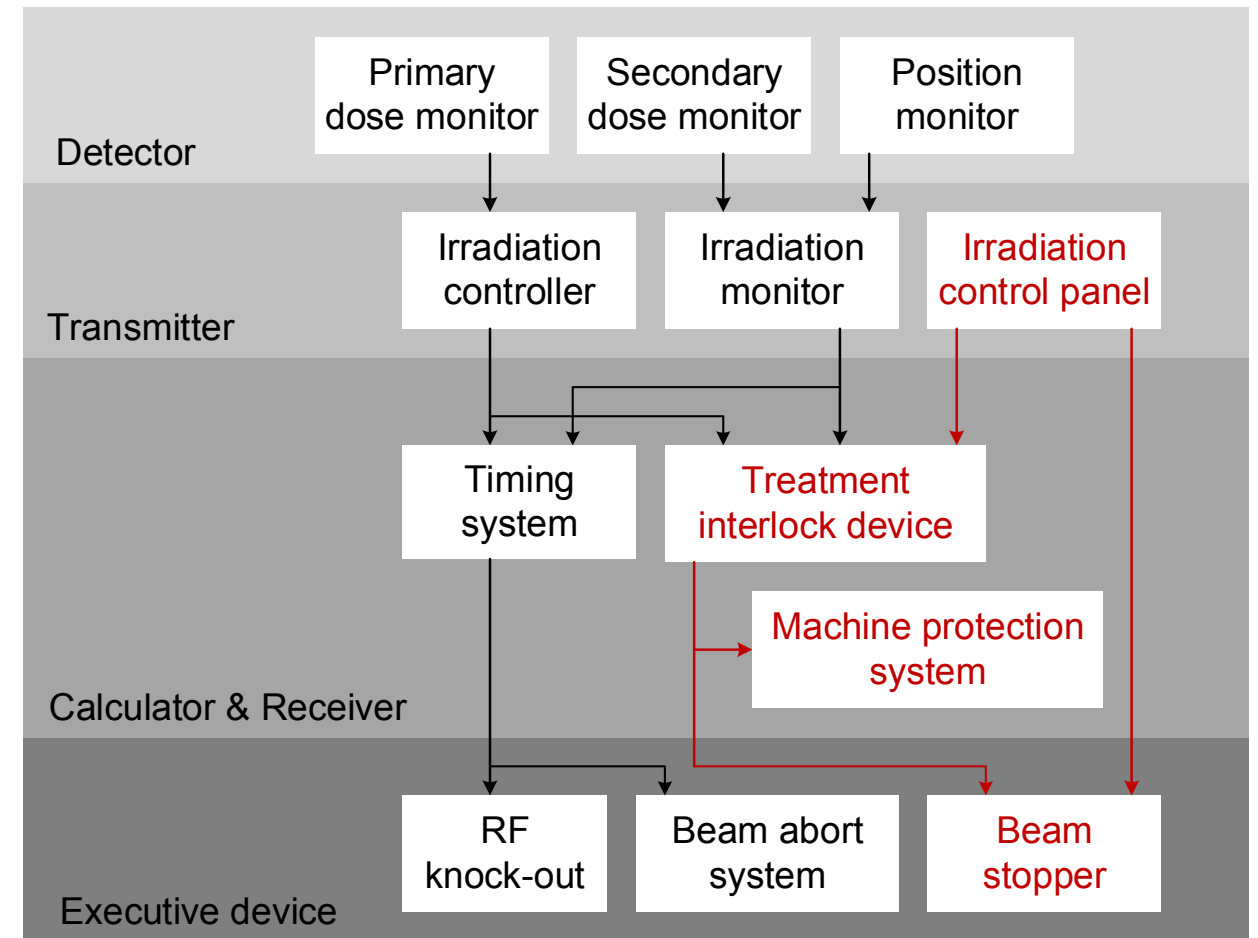 Primary
dose monitor
Secondary
dose monitor
Position
monitor
Detector
Irradiation
controller
Irradiation
monitor
Irradiation
control panel
Transmitter
Timing
system
Treatment
interlock device
Machine protection
system
Calculator & Receiver
RF
knock-out
Beam abort
system
Beam
stopper
Executive device